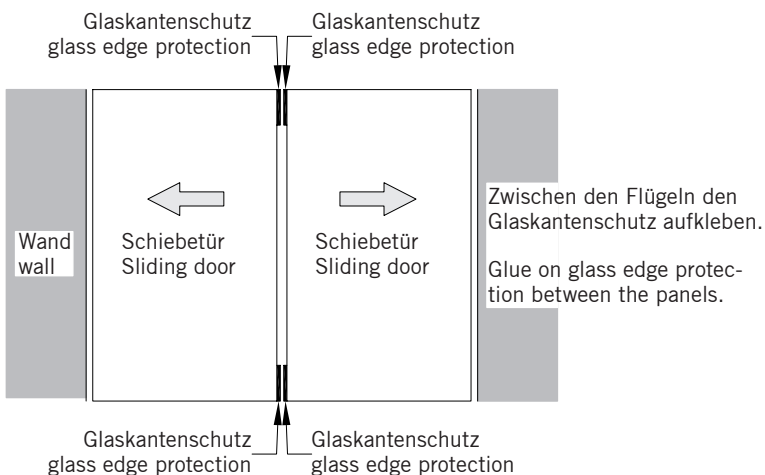 Glaskantenschutz
glass edge protection
Glaskantenschutz
glass edge protection
Wand
wall
Schiebetür
Sliding door
Schiebetür
Sliding door
Zwischen den Flügeln den
Glaskantenschutz aufkleben.
Glue on glass edge protec-
tion between the panels.
Glaskantenschutz
glass edge protection
Glaskantenschutz
glass edge protection